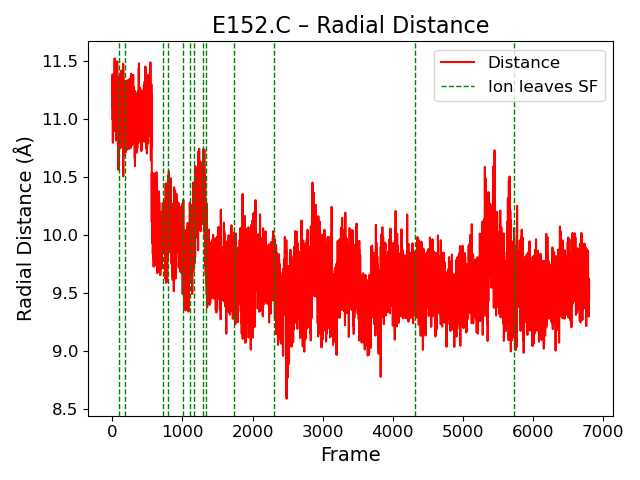 E152.C – Radial Distance
Distance
Ion leaves SF
Radial Distance (Å)
11.5
11.0
10.5
10.0
9.5
9.0
8.5
0 1000 2000 3000 4000 5000 6000 7000
Frame